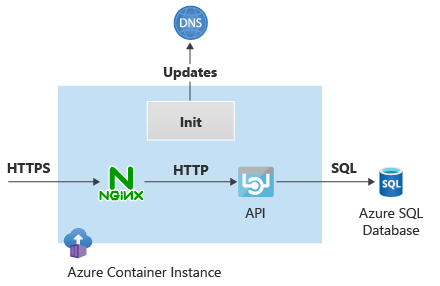 DNS
Updates
Init
HTTPS
NGINX
HTTP
API
SQL
SQL
Azure SQL
Database
Azure Container Instance